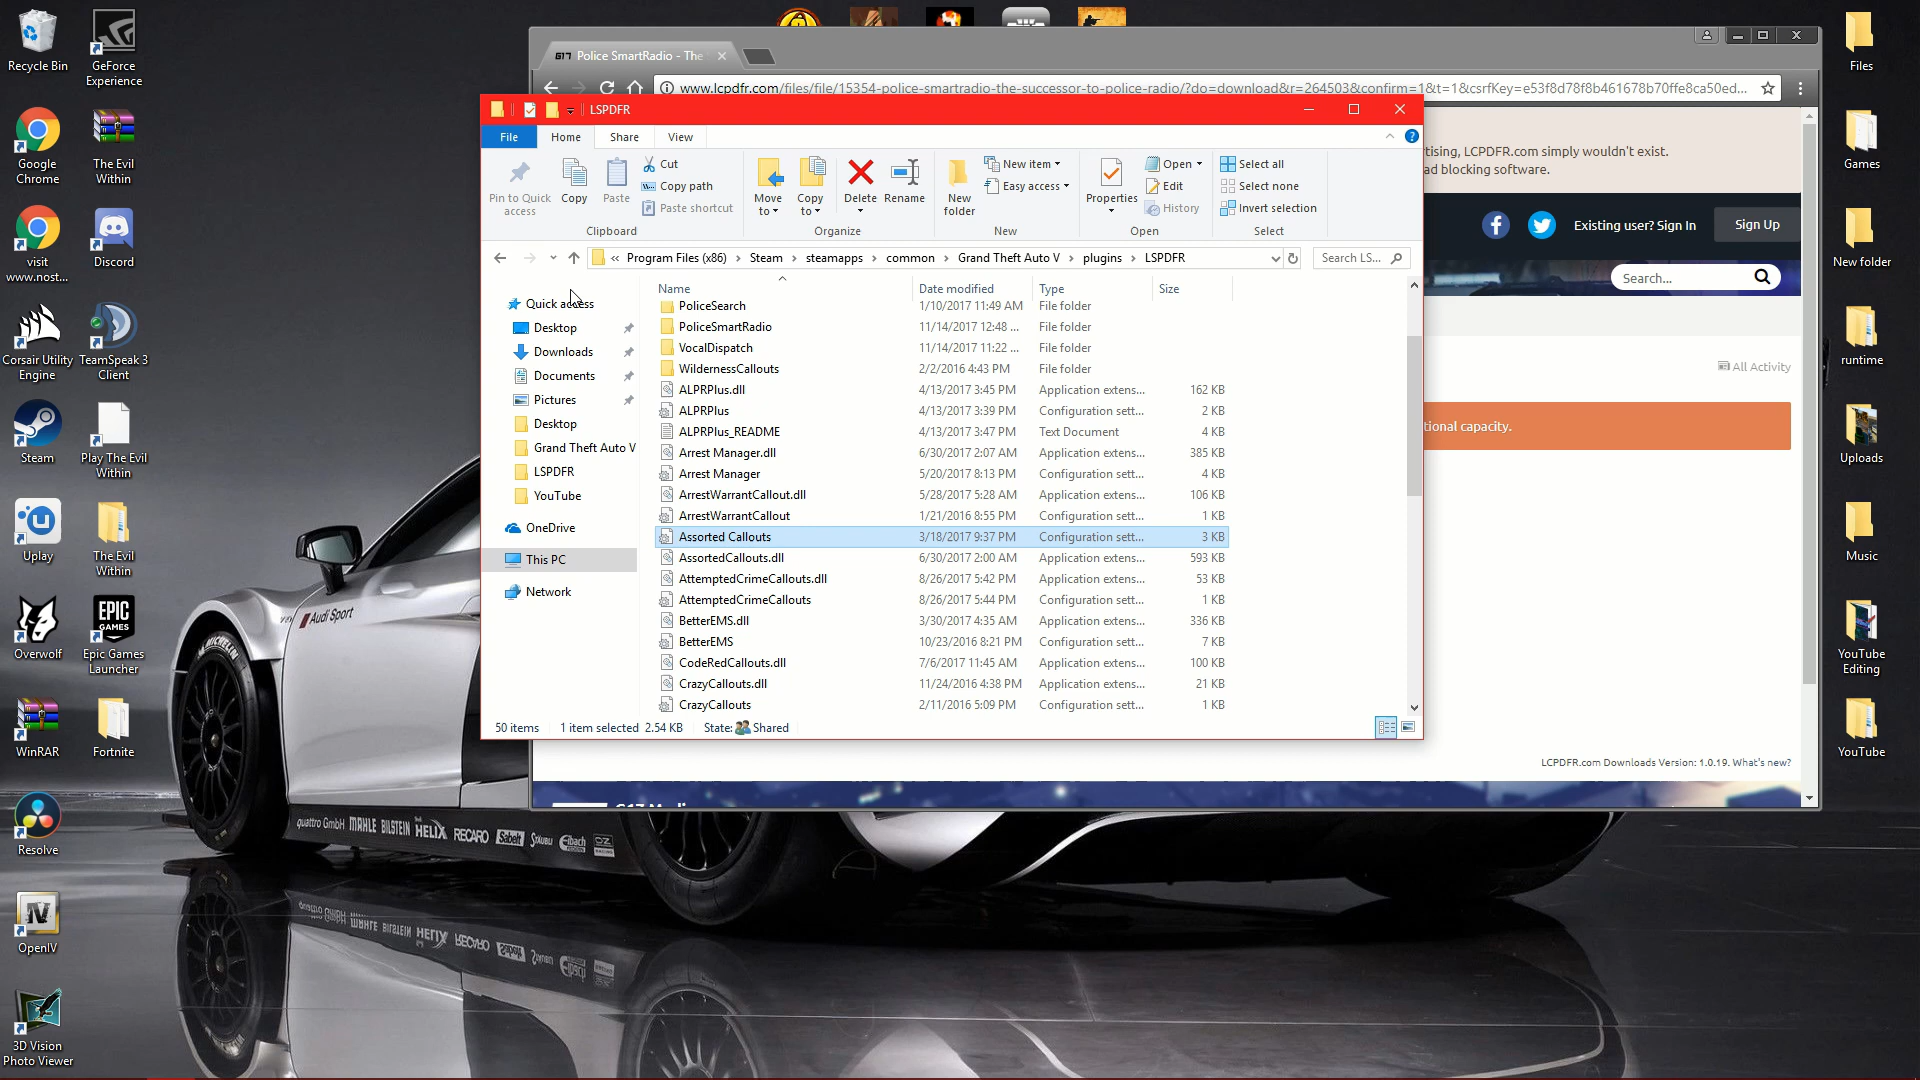 Recycle Bin
GeForce
Experience
Google
Chrome
The Evil
Within
visit
www.nost...
Discord
Corsair Utility
Engine
TeamSpeak 3
Client
Steam
Play The Evil
Within
Uplay
The Evil
Within
Overwolf
EPIC
GAMES
Epic Games
Launcher
WinRAR
Fortnite
Resolve
OpenIV
3D Vision
Photo Viewer
G17 Police SmartRadio - The
www.lcpdfr.com/files/file/15354-police-smartradio-the-successor-to-police-radio/?do=download&r=264503&confirm=1&t=1&csrfKey=e53f8d78f8b461678b70ffe8ca50ed...
LSPDFR
File
Home
Share
View
Pin to Quick
access
Copy
Paste
Cut
Copy path
Paste shortcut
Clipboard
Move
to
Copy
to
Delete
Rename
Organize
New
folder
New item
Easy access
New
Properties
Open
Edit
History
Open
Select all
Select none
Invert selection
Select
« Program Files (x86) › Steam › steamapps › common › Grand Theft Auto V › plugins › LSPDFR
Search LS...
Quick access
Desktop
Downloads
Documents
Pictures
Desktop
Grand Theft Auto V
LSPDFR
YouTube
OneDrive
This PC
Network
Name Date modified Type Size
PoliceSearch 1/10/2017 11:49 AM File folder
PoliceSmartRadio 11/14/2017 12:48 ... File folder
VocalDispatch 11/14/2017 11:22 ... File folder
WildernessCallouts 2/2/2016 4:43 PM File folder
ALPRPlus.dll 4/13/2017 3:45 PM Application extens... 162 KB
ALPRPlus 4/13/2017 3:39 PM Configuration sett... 2 KB
ALPRPlus_README 4/13/2017 3:47 PM Text Document 4 KB
Arrest Manager.dll 6/30/2017 2:07 AM Application extens... 385 KB
Arrest Manager 5/20/2017 8:13 PM Configuration sett... 4 KB
ArrestWarrantCallout.dll 5/28/2017 5:28 AM Application extens... 106 KB
ArrestWarrantCallout 1/21/2016 8:55 PM Configuration sett... 1 KB
Assorted Callouts 3/18/2017 9:37 PM Configuration sett... 3 KB
AssortedCallouts.dll 6/30/2017 2:00 AM Application extens... 593 KB
AttemptedCrimeCallouts.dll 8/26/2017 5:42 PM Application extens... 53 KB
AttemptedCrimeCallouts 8/26/2017 5:44 PM Configuration sett... 1 KB
BetterEMS.dll 3/30/2017 4:35 AM Application extens... 336 KB
BetterEMS 10/23/2016 8:21 PM Configuration sett... 7 KB
CodeRedCallouts.dll 7/6/2017 11:45 AM Application extens... 100 KB
CrazyCallouts.dll 11/24/2016 4:38 PM Application extens... 21 KB
CrazyCallouts 2/11/2016 5:09 PM Configuration sett... 1 KB
50 items 1 item selected 2.54 KB State: Shared
tising, LCPDFR.com simply wouldn't exist.
ad blocking software.
Existing user? Sign In
Sign Up
Search...
All Activity
tional capacity.
LCPDFR.com Downloads Version: 1.0.19. What's new?
Files
Games
New folder
runtime
Uploads
Music
YouTube
Editing
YouTube
Audi Sport
MICHELIN
quattro GmbH MAHLE BILSTEIN HELIX RECARO Sabelt Eibach OZ